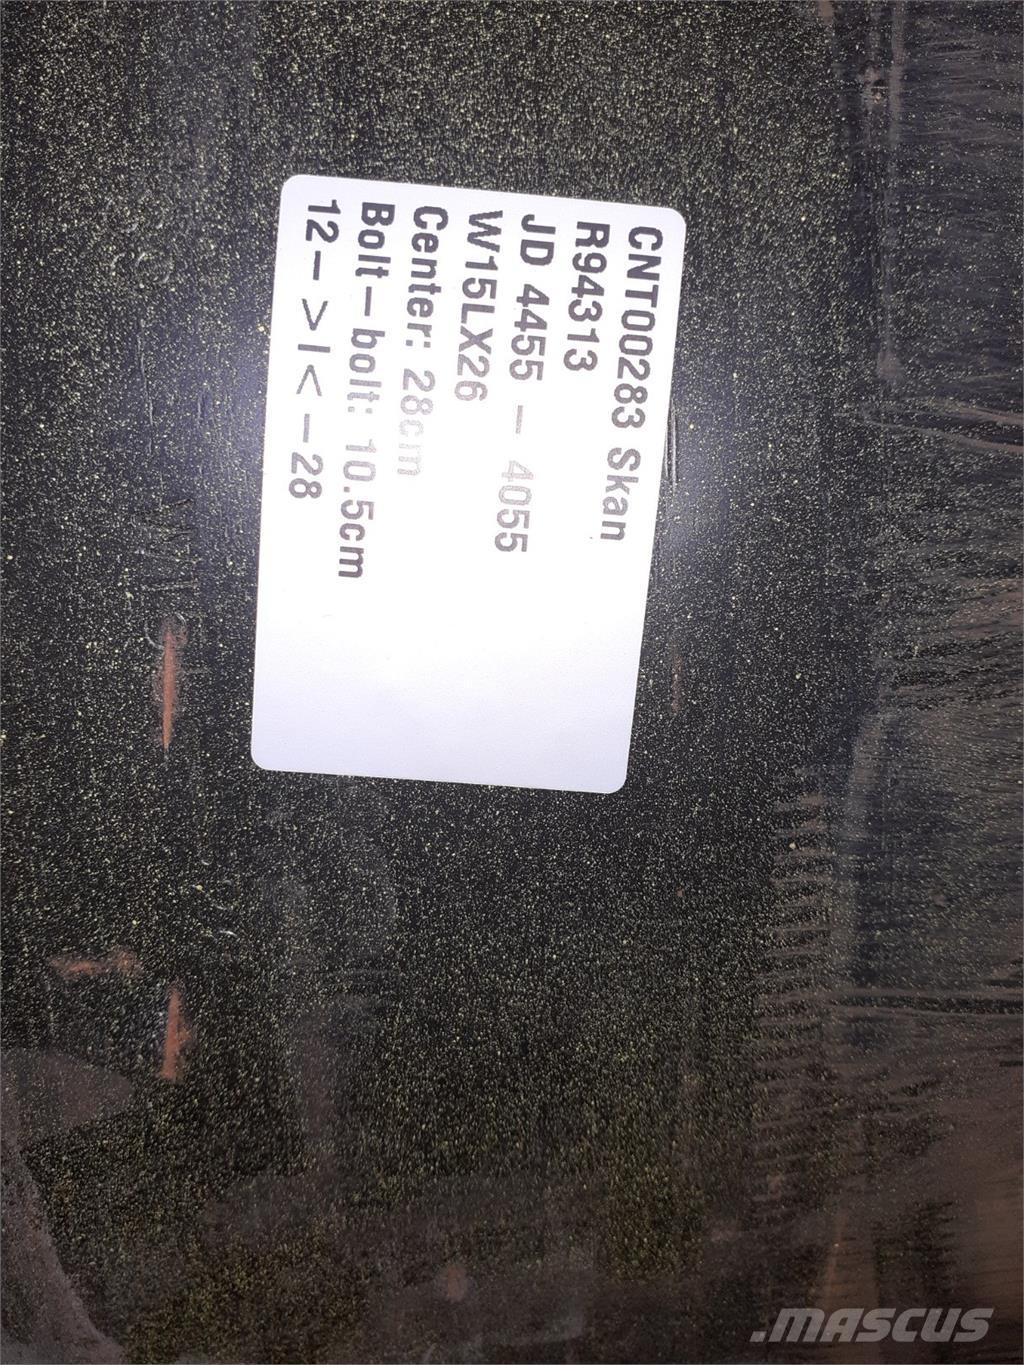 CNT00283 Skan
R94313
JD 4455 - 4055
W15LX26
Center: 28cm
Bolt-bolt: 10.5cm
12->|<-28
.MASCUS